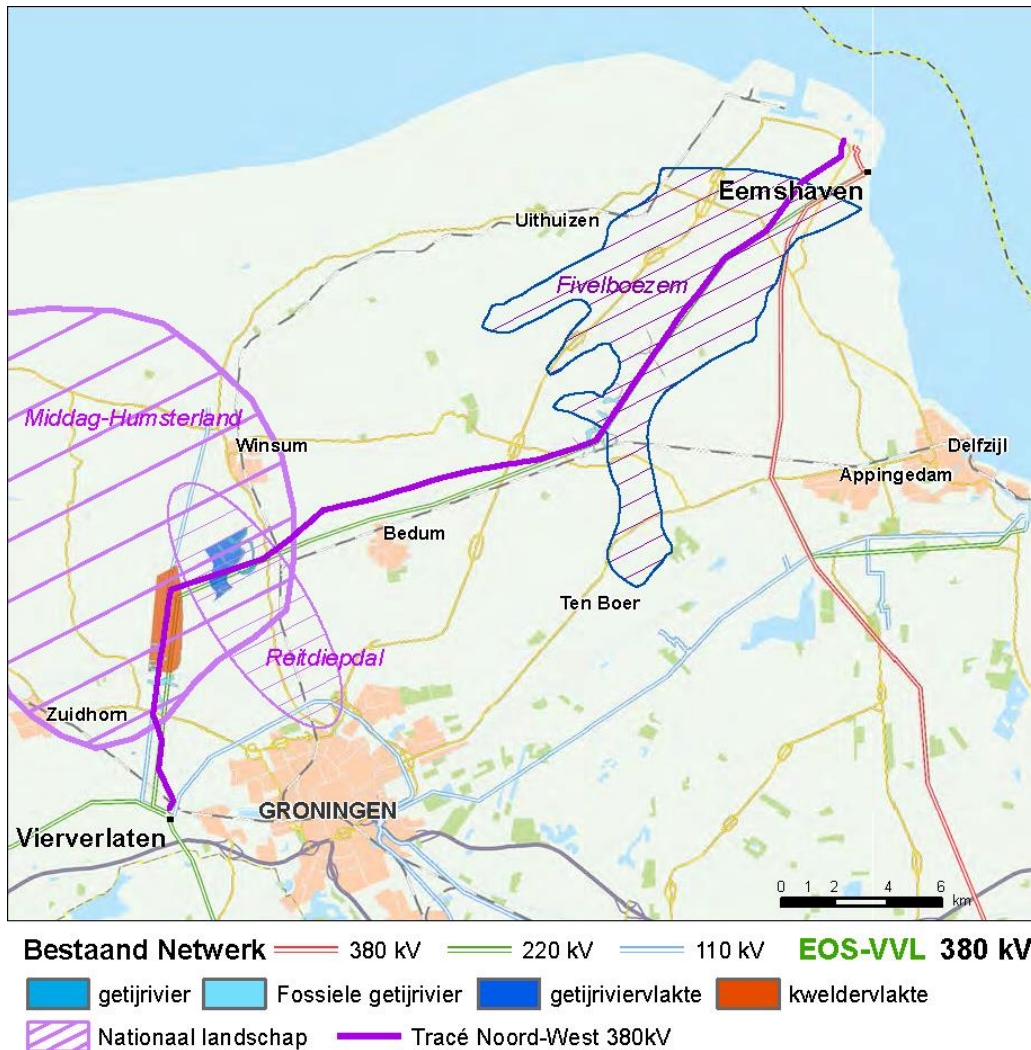 Eemshaven
Uithuizen
Fivelboezem
Middag-Humsterland
Winsum
Delfzijl
Appingedam
Bedum
Ten Boer
Reitdiepdal
Zuidhorn
GRONINGEN
Vierverlaten
0 1 2 4 6
km
Bestaand Netwerk 380 kV 220 kV 110 kV EOS-VVL 380 kV
getijrivier Fossiele getijrivier getijriviervlakte kweldervlakte
Nationaal landschap Tracé Noord-West 380kV